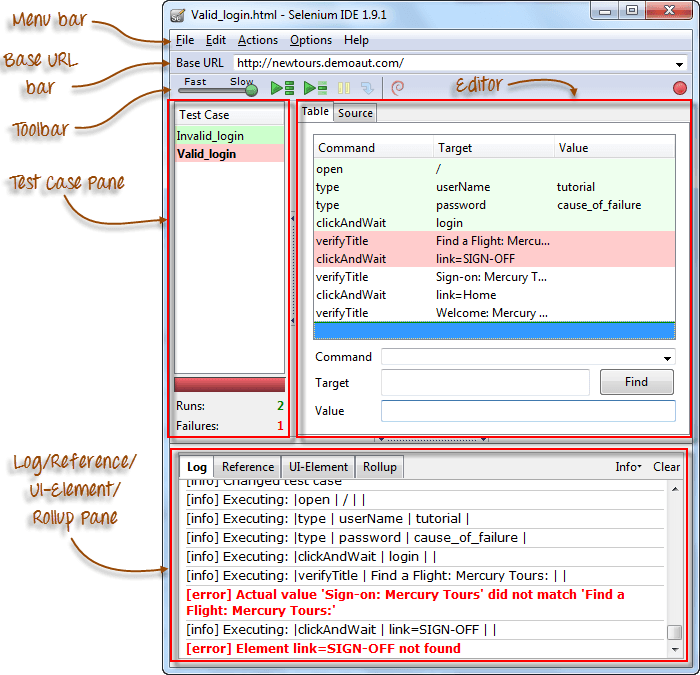 Valid_login.html - Selenium IDE 1.9.1
Menu bar
File Edit Actions Options Help
Base URL bar
Base URL http://newtours.demoaut.com/
Fast Slow
Toolbar
Editor
Test Case Pane
Test Case
Invalid_login
Valid_login
Runs: 2
Failures: 1
Table Source
Command Target Value
open /
type userName tutorial
type password cause_of_failure
clickAndWait login
verifyTitle Find a Flight: Mercu...
clickAndWait link=SIGN-OFF
verifyTitle Sign-on: Mercury T...
clickAndWait link=Home
verifyTitle Welcome: Mercury ...
Command
Target Find
Value
Log/Reference/
UI-Element/
Rollup Pane
Log Reference UI-Element Rollup Info Clear
[info] Changed test case
[info] Executing: |open | / | |
[info] Executing: |type | userName | tutorial |
[info] Executing: |type | password | cause_of_failure |
[info] Executing: |clickAndWait | login | |
[info] Executing: |verifyTitle | Find a Flight: Mercury Tours: | |
[error] Actual value 'Sign-on: Mercury Tours' did not match 'Find a
Flight: Mercury Tours:'
[info] Executing: |clickAndWait | link=SIGN-OFF | |
[error] Element link=SIGN-OFF not found